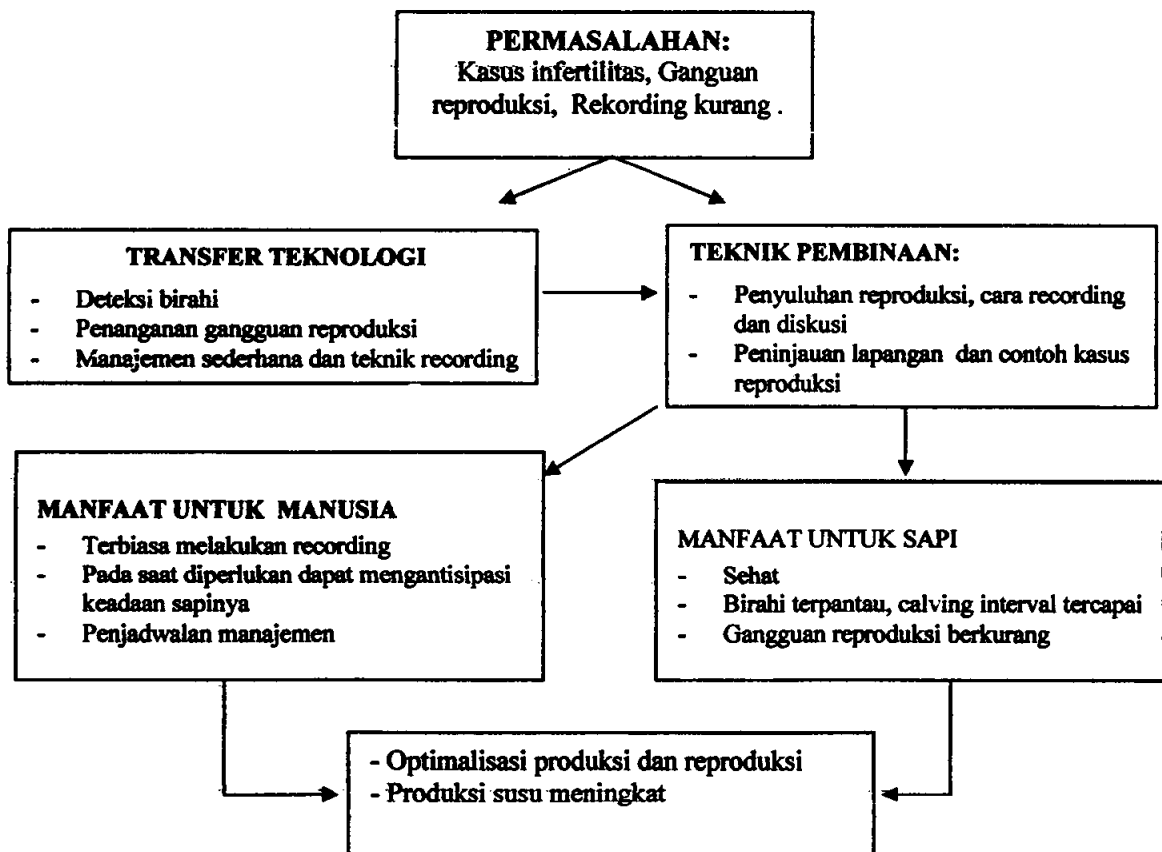 PERMASALAHAN:
Kasus infertilitas, Ganguan
reproduksi, Rekording kurang .
TRANSFER TEKNOLOGI
- Deteksi birahi
- Penanganan gangguan reproduksi
- Manajemen sederhana dan teknik recording
TEKNIK PEMBINAAN:
- Penyuluhan reproduksi, cara recording
dan diskusi
- Peninjauan lapangan dan contoh kasus
reproduksi
MANFAAT UNTUK MANUSIA
- Terbiasa melakukan recording
- Pada saat diperlukan dapat mengantisipasi
keadaan sapinya
- Penjadwalan manajemen
MANFAAT UNTUK SAPI
- Sehat
- Birahi terpantau, calving interval tercapai
- Gangguan reproduksi berkurang
- Optimalisasi produksi dan reproduksi
- Produksi susu meningkat